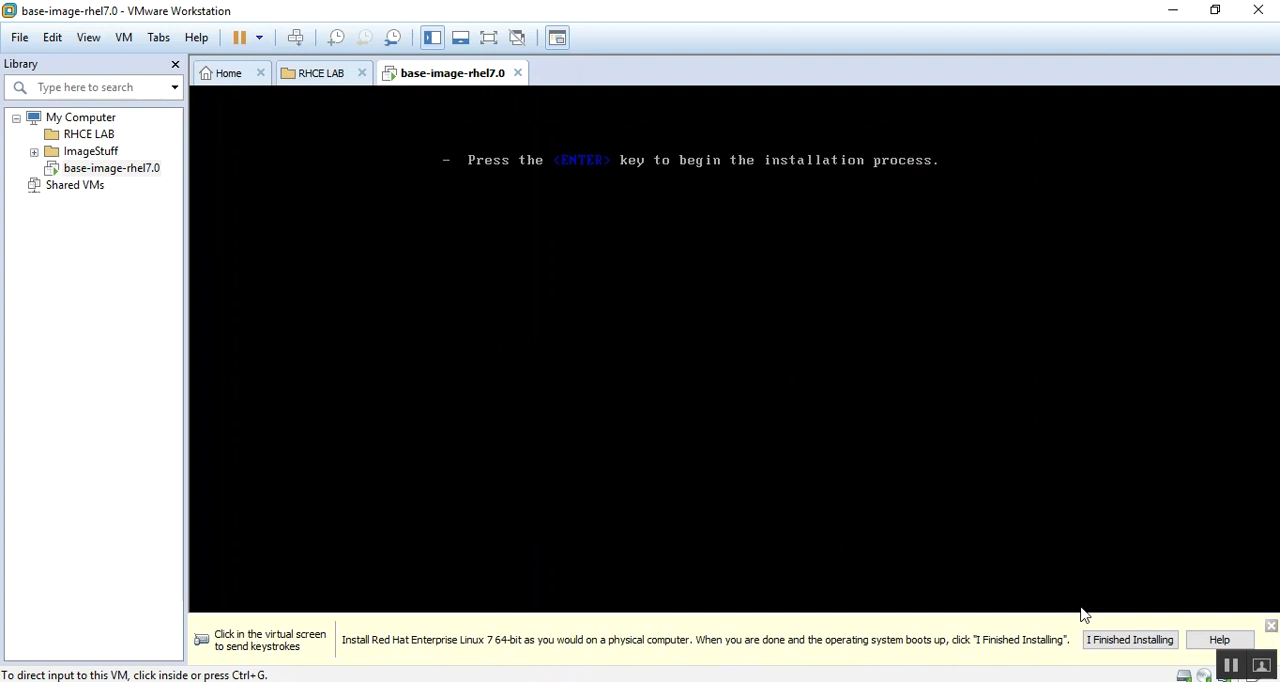 base-image-rhel7.0 - VMware Workstation
File Edit View VM Tabs Help
Library
Type here to search
Home
RHCE LAB
base-image-rhel7.0
My Computer
RHCE LAB
ImageStuff
base-image-rhel7.0
Shared VMs
- Press the <ENTER> key to begin the installation process.
Click in the virtual screen
to send keystrokes
Install Red Hat Enterprise Linux 7 64-bit as you would on a physical computer. When you are done and the operating system boots up, click "I Finished Installing".
I Finished Installing
Help
To direct input to this VM, click inside or press Ctrl+G.